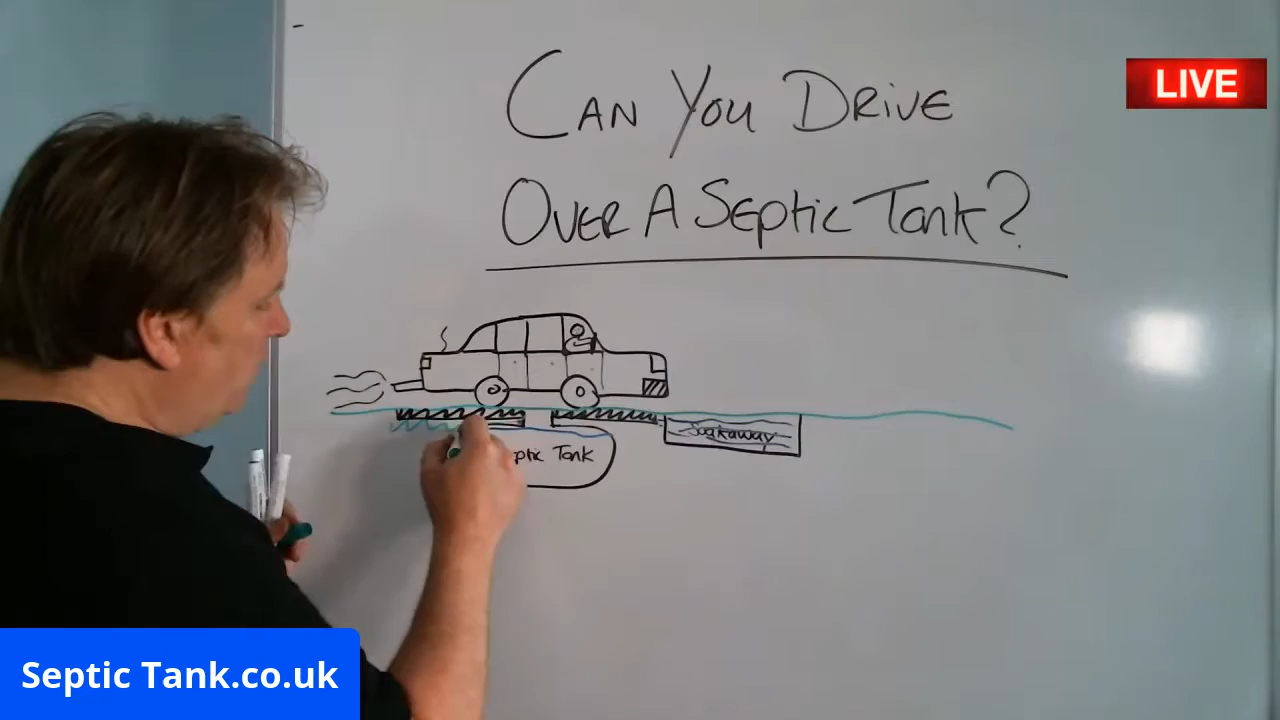 CAN YOU DRIVE
LIVE
OVER A SEPTIC TANK?
Soakaway
ptic Tank
Septic Tank.co.uk